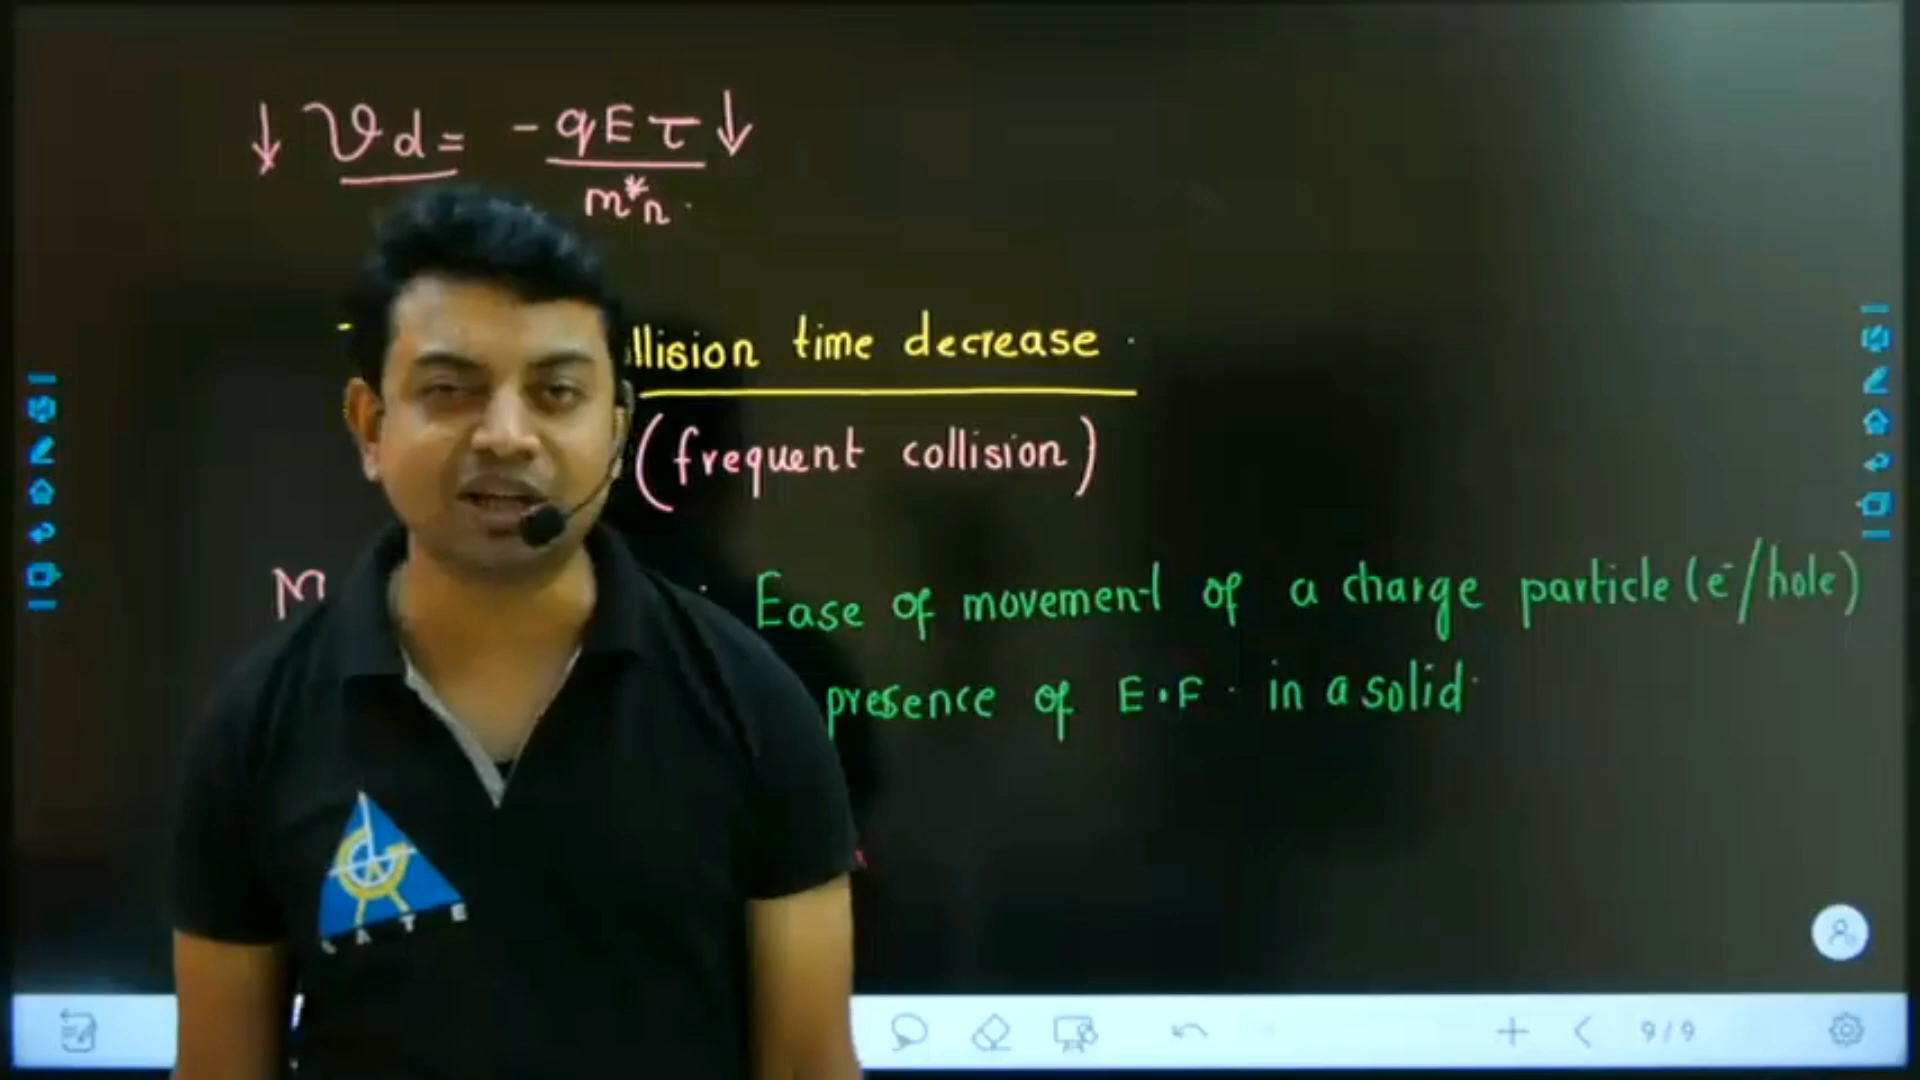 ↓ Vd = - qEτ ↓
m*n
llision time decrease
(frequent collision)
: Ease of movement of a charge particle (e⁻/hole)
presence of E.F. in a solid
ATE
9/9